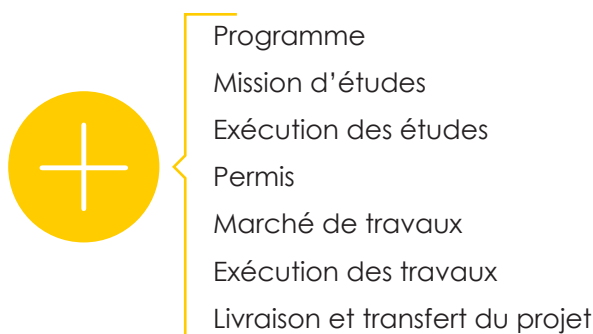 Programme
Mission d’études
Exécution des études
Permis
Marché de travaux
Exécution des travaux
Livraison et transfert du projet